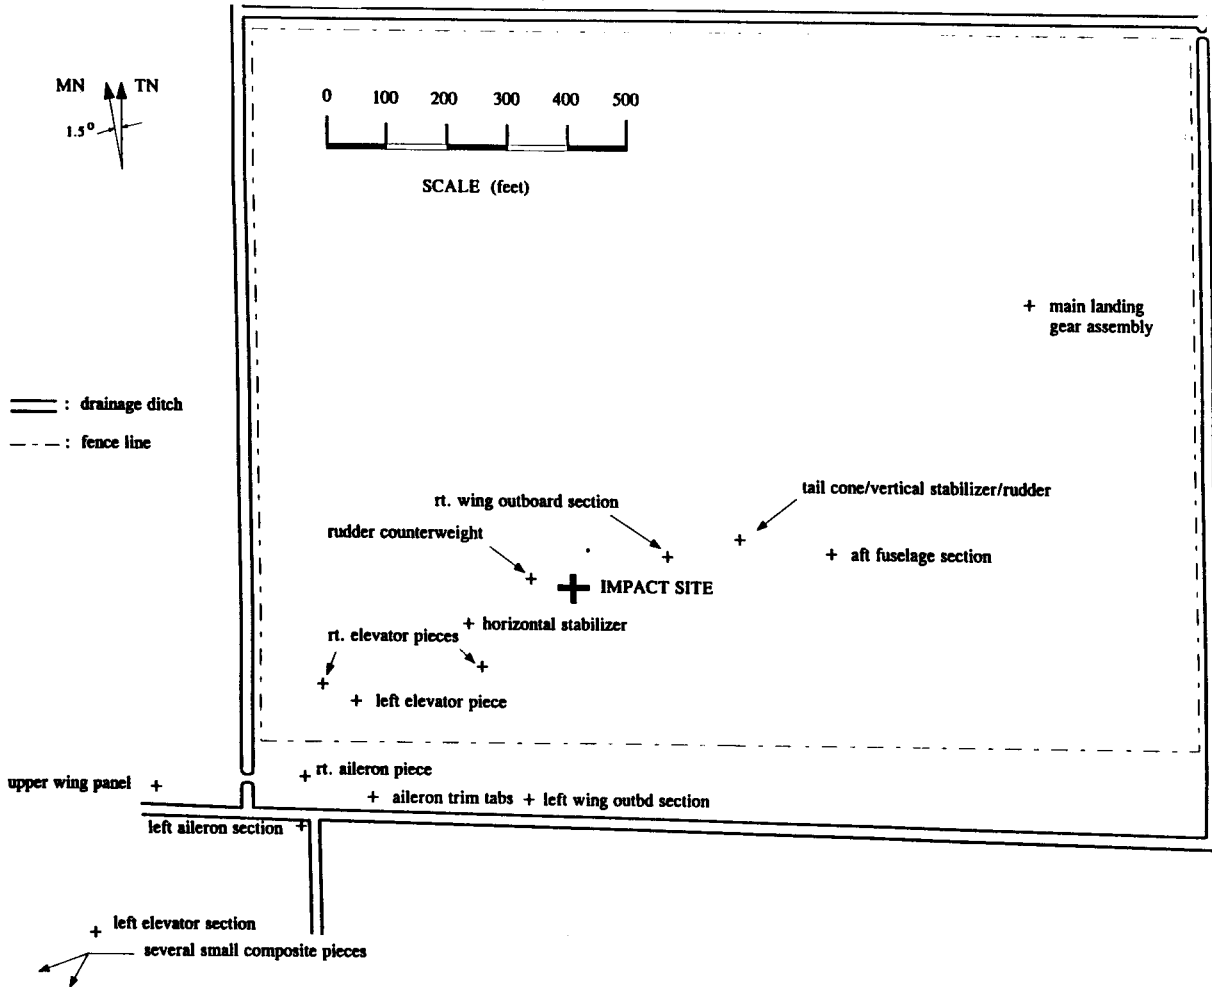 MN TN
1.5°
0 100 200 300 400 500
SCALE (feet)
main landing
gear assembly
: drainage ditch
: fence line
tail cone/vertical stabilizer/rudder
rt. wing outboard section
rudder counterweight
aft fuselage section
IMPACT SITE
horizontal stabilizer
rt. elevator pieces
left elevator piece
rt. aileron piece
upper wing panel
aileron trim tabs
left wing outbd section
left aileron section
left elevator section
several small composite pieces